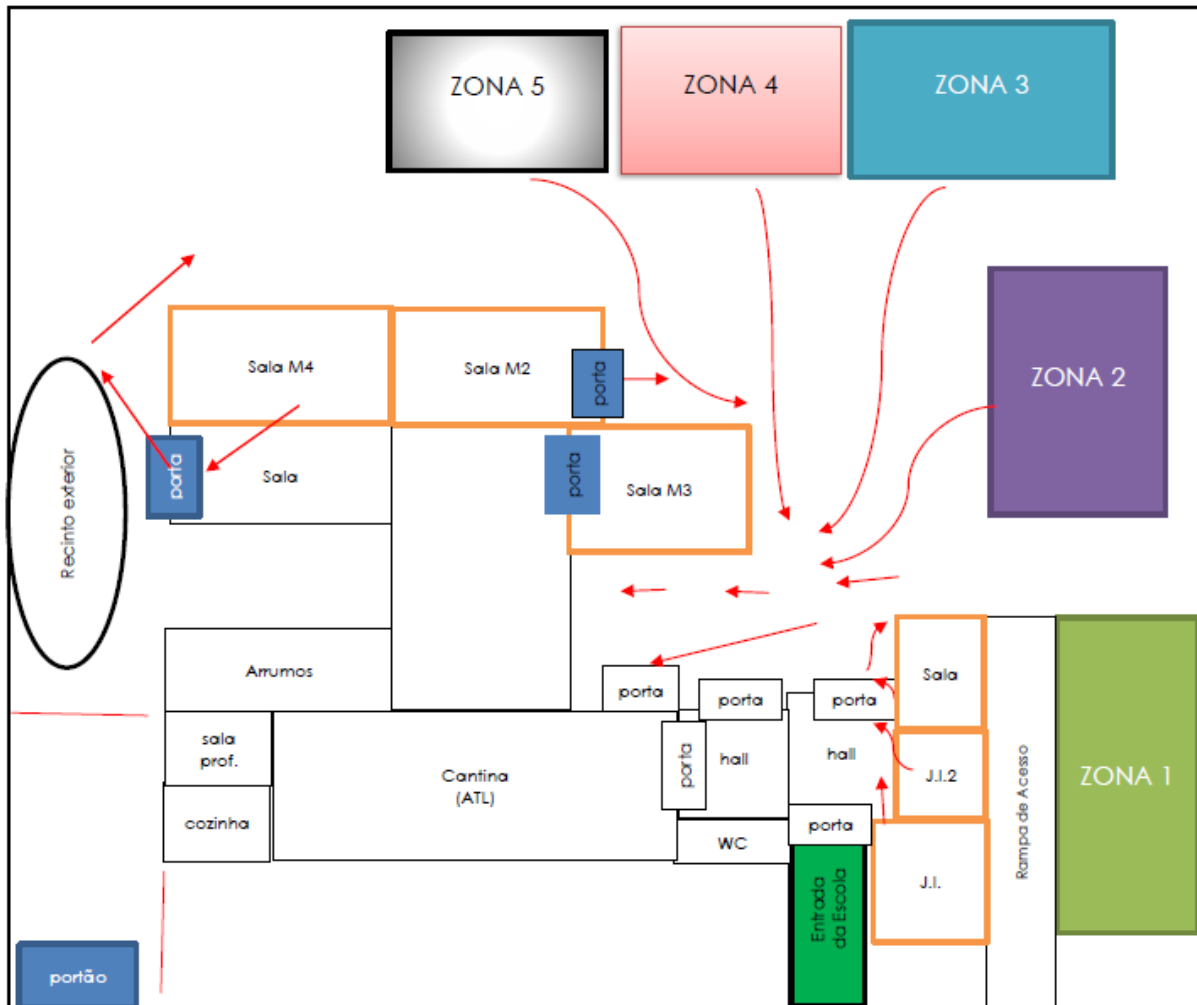 ZONA 5
ZONA 4
ZONA 3
ZONA 2
Sala M4
Sala M2
porta
Recinto exterior
porta
Sala
porta
Sala M3
Arrumos
porta
porta
porta
Sala
sala
prof.
Cantina
(ATL)
porta
hall
hall
J.I.2
Rampa de Acesso
ZONA 1
cozinha
WC
porta
J.I.
Entrada
da Escola
portão